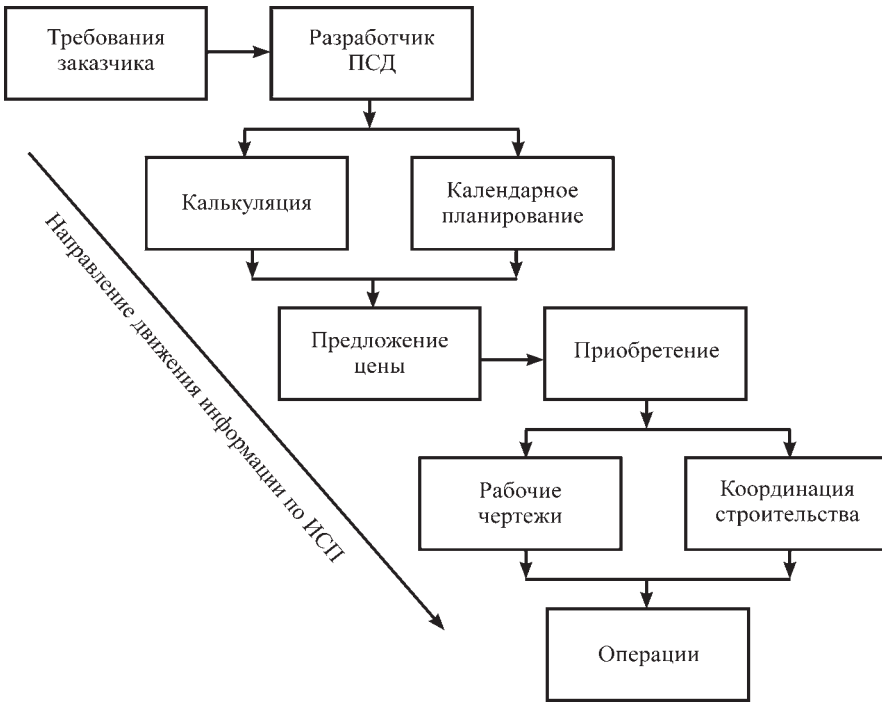 Требования
заказчика
Разработчик
ПСД
Калькуляция
Календарное
планирование
Направление движения информации по ИСП
Предложение
цены
Приобретение
Рабочие
чертежи
Координация
строительства
Операции